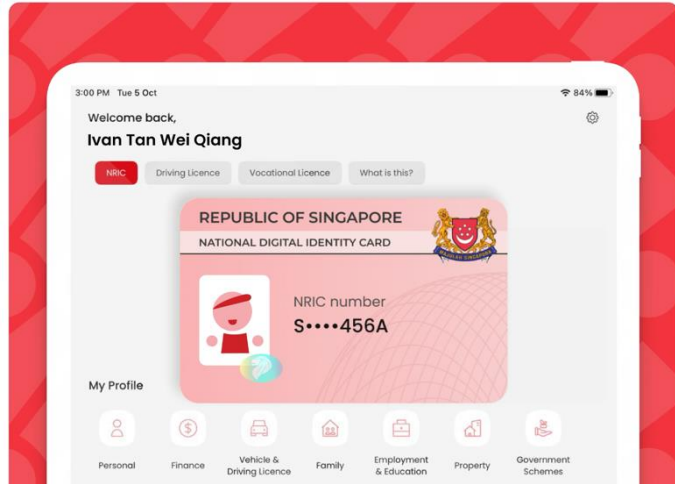 3:00 PM Tue 5 Oct
84%
Welcome back,
Ivan Tan Wei Qiang
NRIC
Driving Licence
Vocational Licence
What is this?
REPUBLIC OF SINGAPORE
NATIONAL DIGITAL IDENTITY CARD
MAJULAH SINGAPURA
NRIC number
S••••456A
My Profile
Personal
Finance
Vehicle &
Driving Licence
Family
Employment
& Education
Property
Government
Schemes